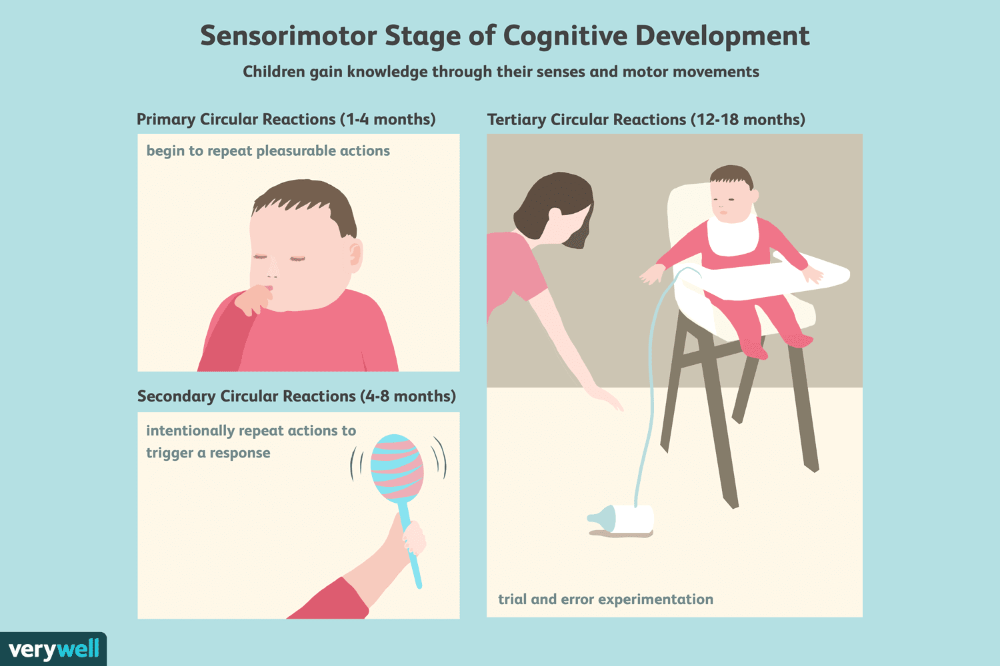 Sensorimotor Stage of Cognitive Development
Children gain knowledge through their senses and motor movements
Primary Circular Reactions (1-4 months)
begin to repeat pleasurable actions
Secondary Circular Reactions (4-8 months)
intentionally repeat actions to
trigger a response
Tertiary Circular Reactions (12-18 months)
trial and error experimentation
verywell